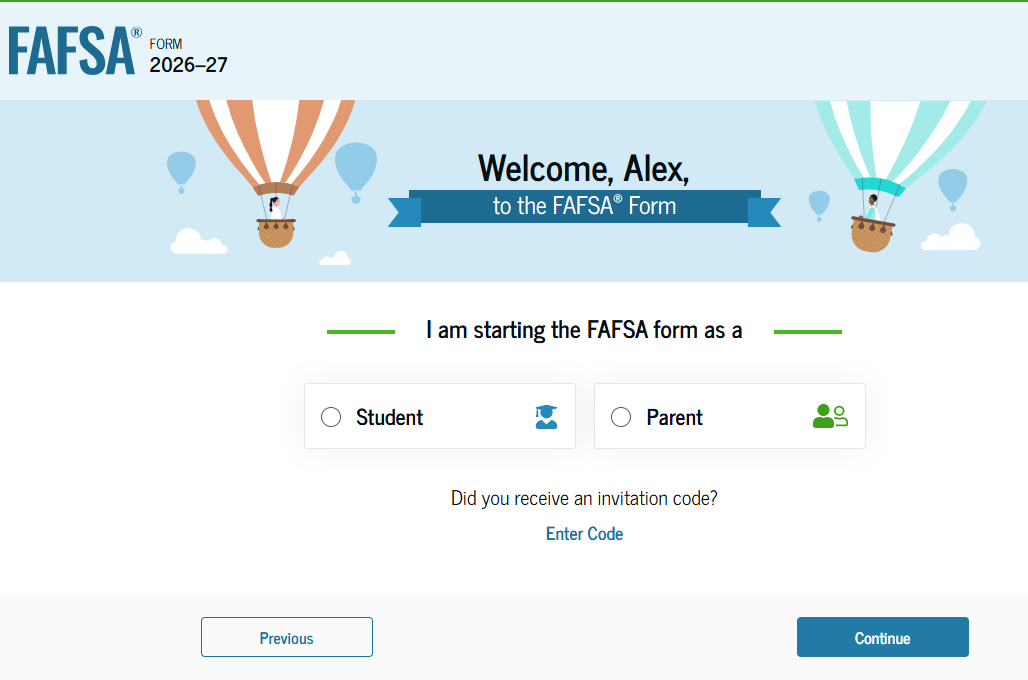 FAFSA®
FORM
2026–27
Welcome, Alex,
to the FAFSA® Form
I am starting the FAFSA form as a
Student
Parent
Did you receive an invitation code?
Enter Code
Previous
Continue